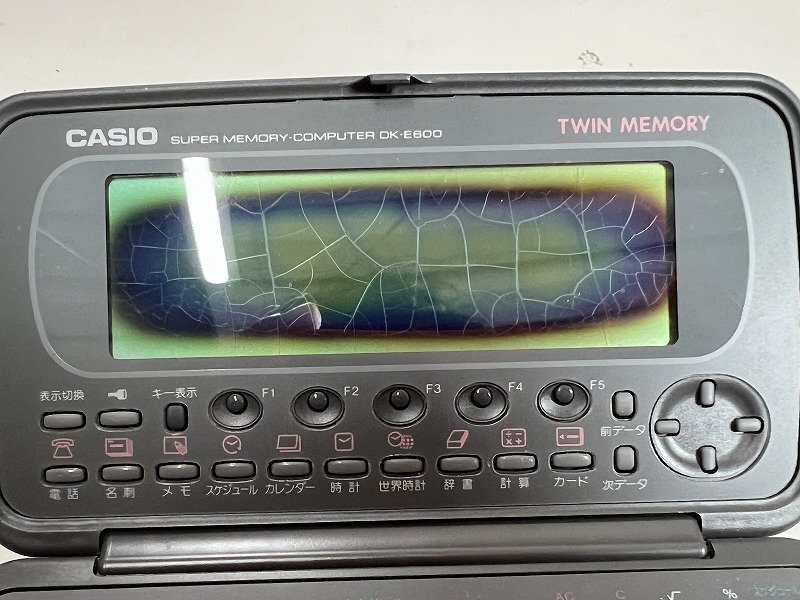 CASIO SUPER MEMORY-COMPUTER DK-E600 TWIN MEMORY
表示切換 キー表示 F1 F2 F3 F4 F5
前データ
電話 名刺 メモ スケジュール カレンダー 時計 世界時計 辞書 計算 カード 次データ
AC C √ %